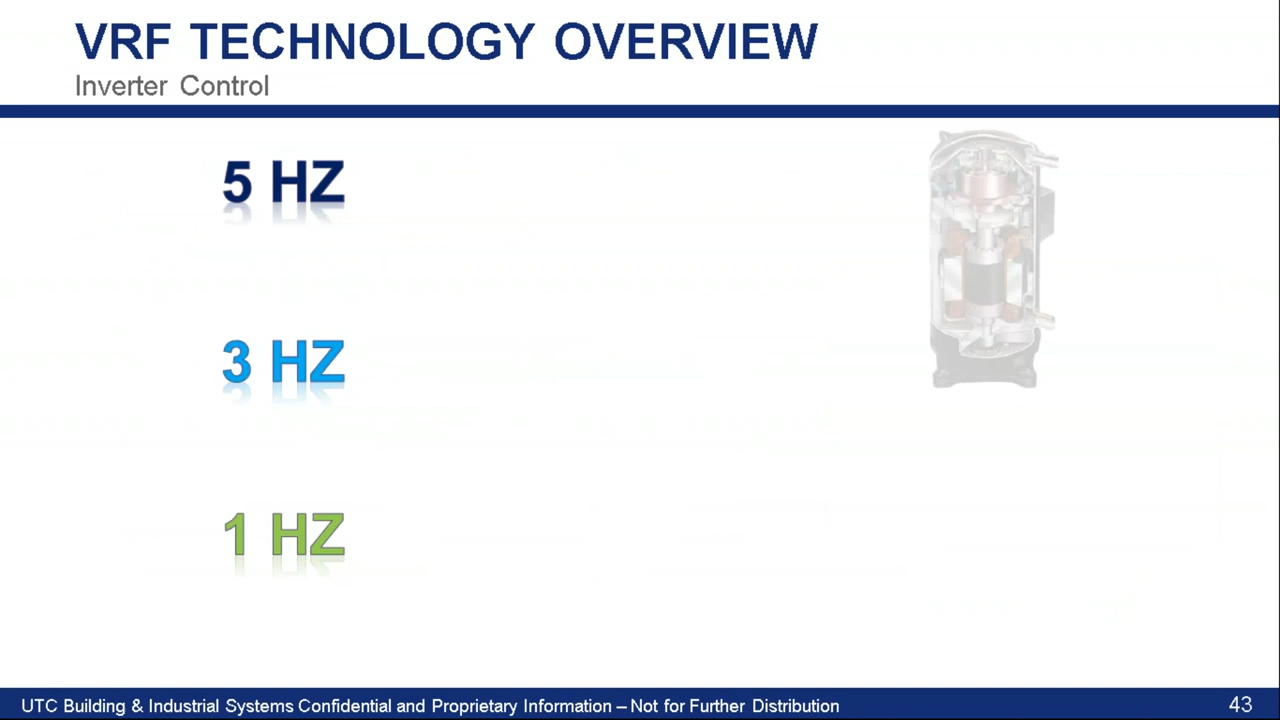 VRF TECHNOLOGY OVERVIEW
Inverter Control
5 HZ
3 HZ
1 HZ
UTC Building & Industrial Systems Confidential and Proprietary Information – Not for Further Distribution
43